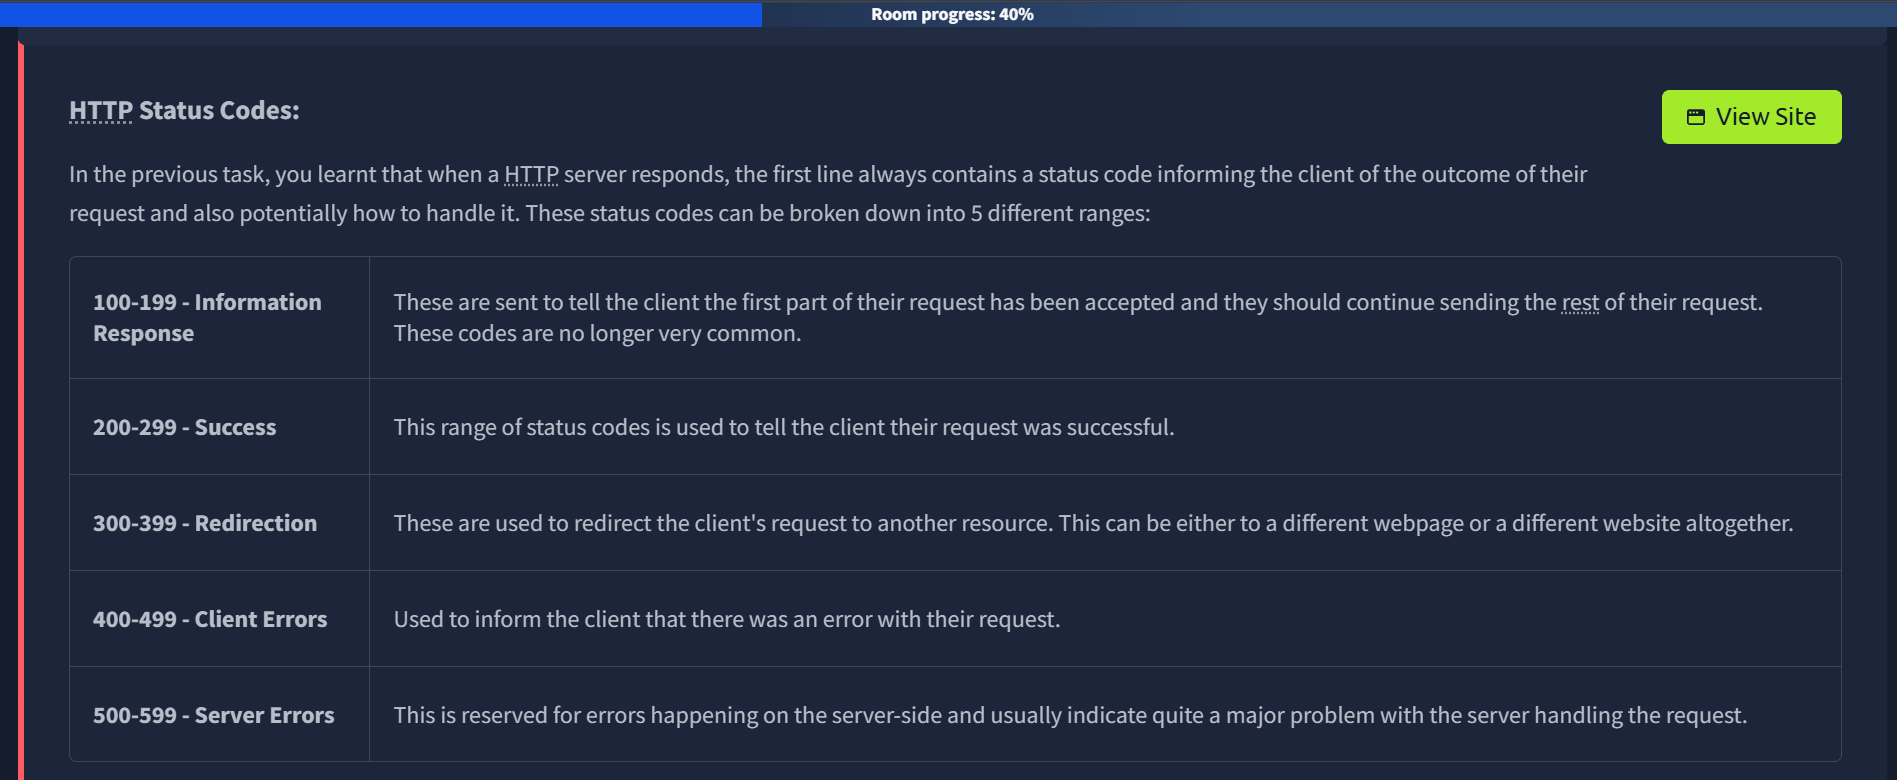 Room progress: 40%
HTTP Status Codes:
View Site
In the previous task, you learnt that when a HTTP server responds, the first line always contains a status code informing the client of the outcome of their
request and also potentially how to handle it. These status codes can be broken down into 5 different ranges:
100-199 - Information
Response
These are sent to tell the client the first part of their request has been accepted and they should continue sending the rest of their request.
These codes are no longer very common.
200-299 - Success
This range of status codes is used to tell the client their request was successful.
300-399 - Redirection
These are used to redirect the client's request to another resource. This can be either to a different webpage or a different website altogether.
400-499 - Client Errors
Used to inform the client that there was an error with their request.
500-599 - Server Errors
This is reserved for errors happening on the server-side and usually indicate quite a major problem with the server handling the request.